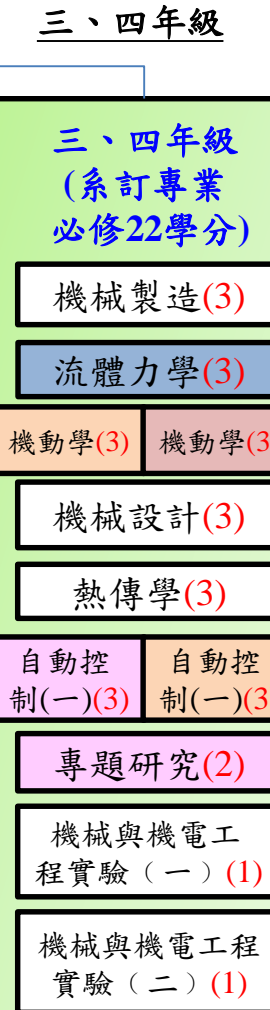 三、四年級
三、四年級
(系訂專業
必修22學分)
機械製造(3)
流體力學(3)
機動學(3) 機動學(3
機械設計(3)
熱傳學(3)
自動控 自動控
制(一)(3) 制(一)(3
專題研究(2)
機械與機電工
程實驗（一）(1)
機械與機電工程
實驗（二）(1)